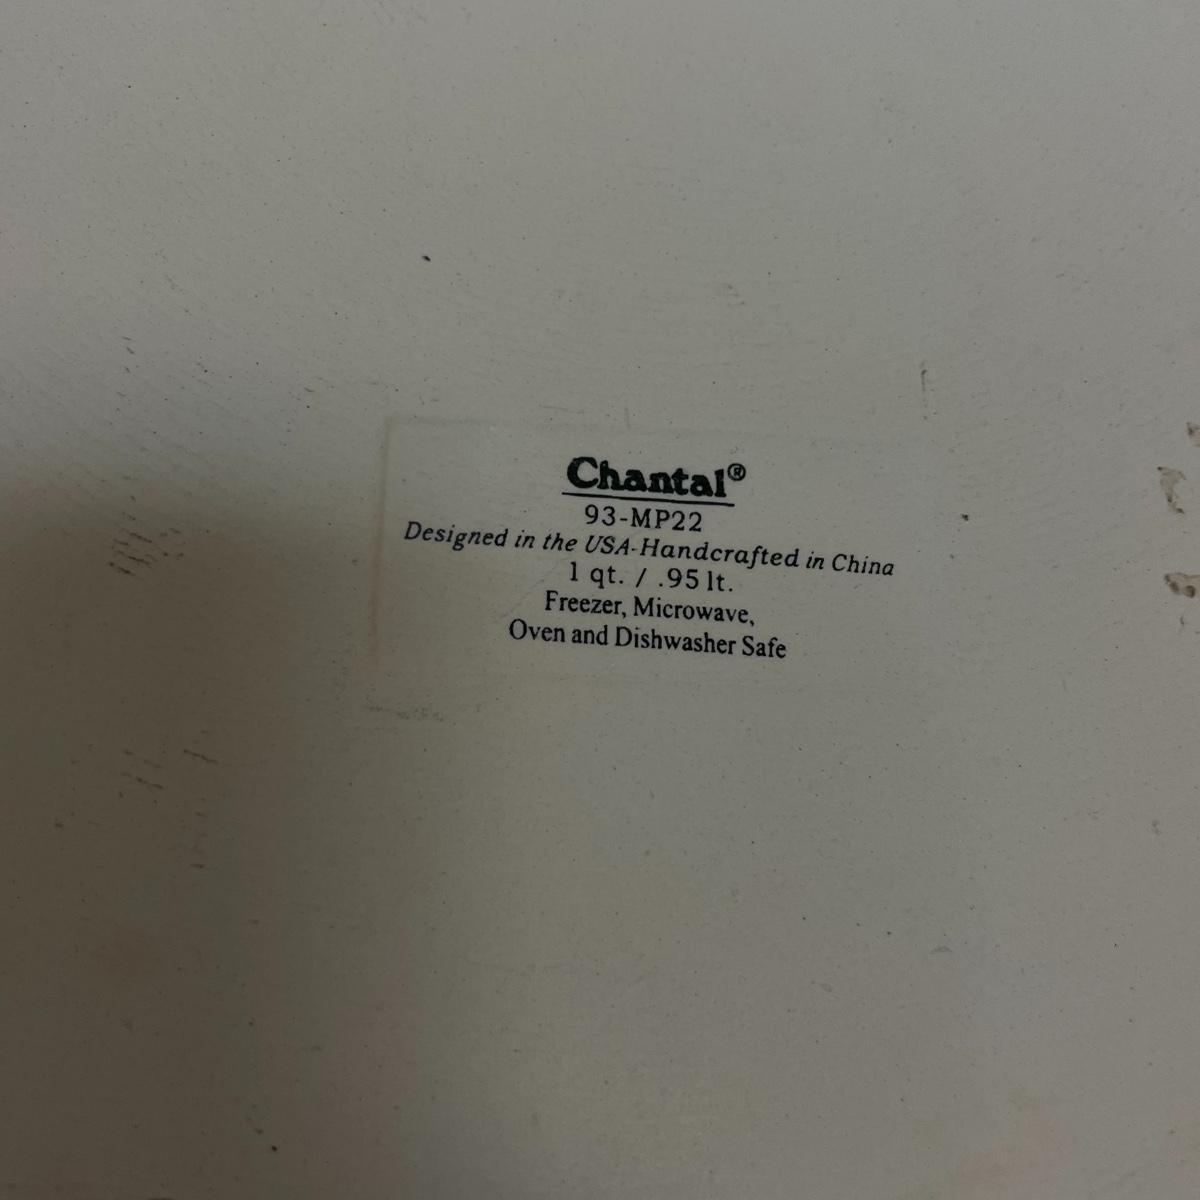 Chantal®
93-MP22
Designed in the USA-Handcrafted in China
1 qt. / .95 lt.
Freezer, Microwave,
Oven and Dishwasher Safe